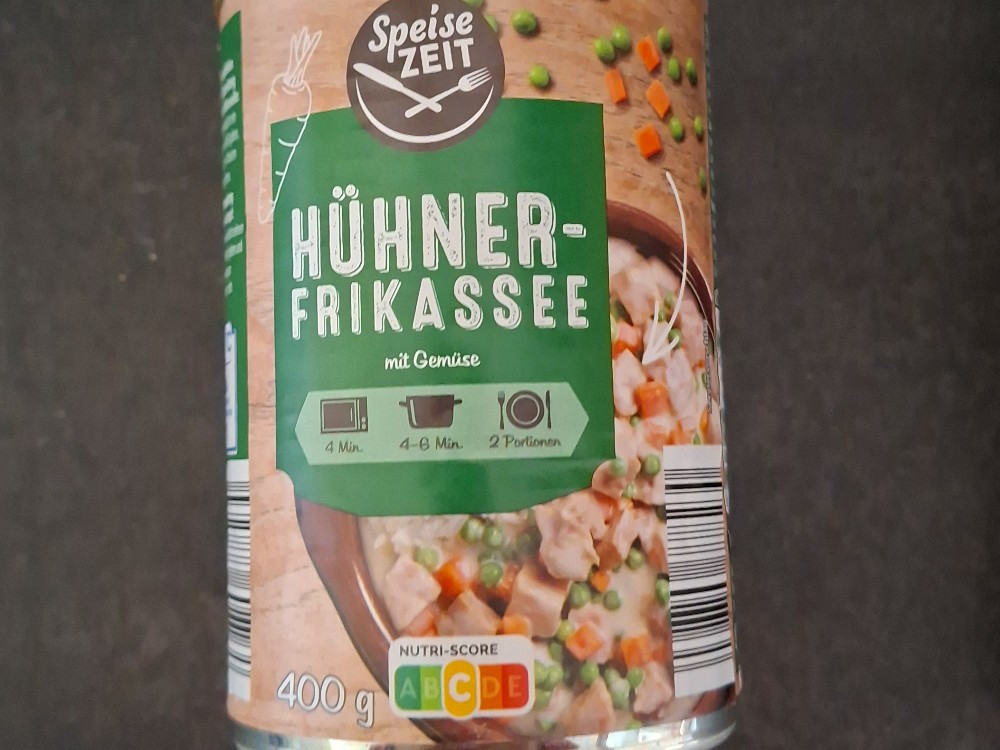 Speise
ZEIT
HÜHNER-
FRIKASSEE
mit Gemüse
4 Min. 4-6 Min. 2 Portionen
NUTRI-SCORE
A B C D E
400 g